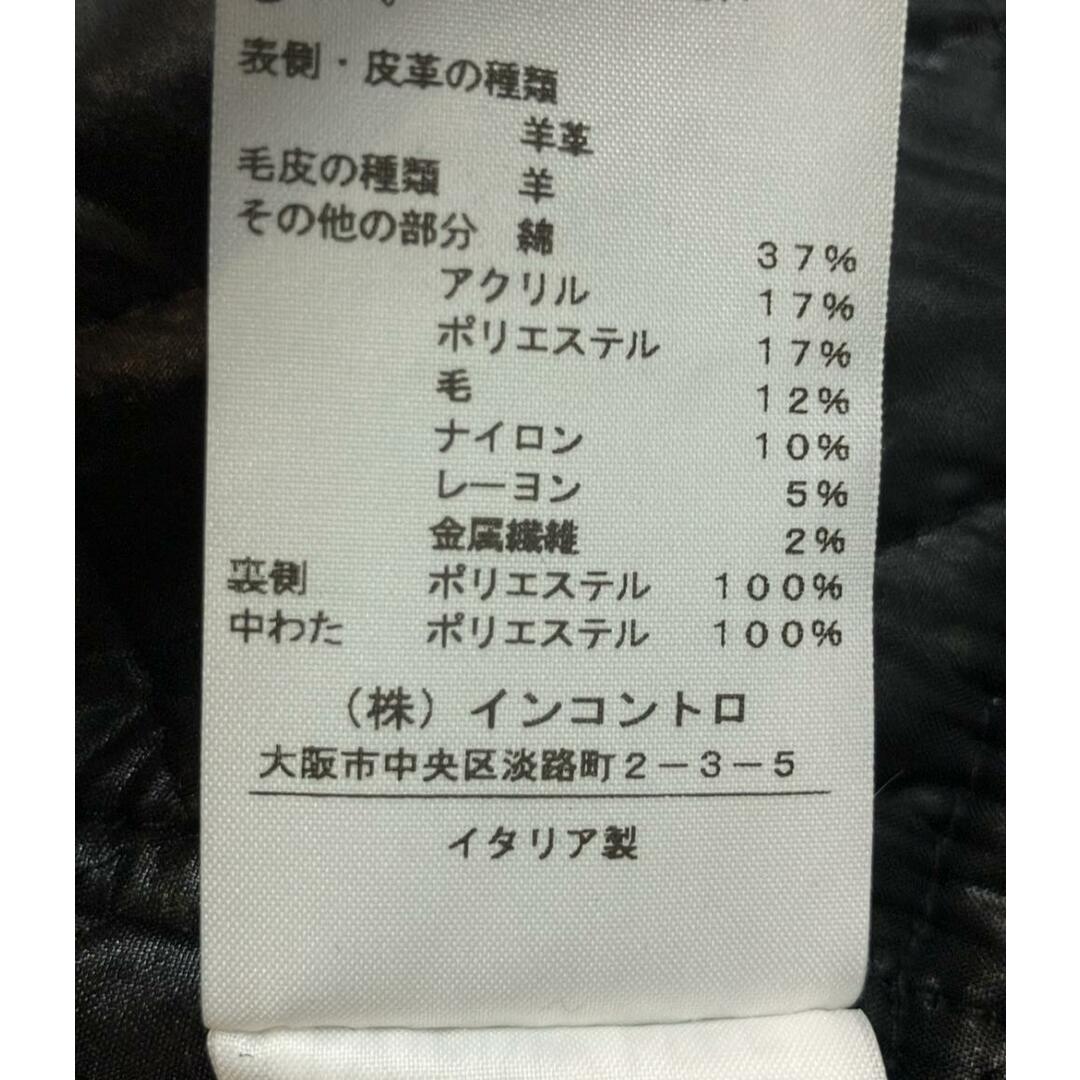 表側・皮革の種類
羊革
毛皮の種類 羊
その他の部分 綿 37%
アクリル 17%
ポリエステル 17%
毛 12%
ナイロン 10%
レーヨン 5%
金属繊維 2%
裏側 ポリエステル 100%
中わた ポリエステル 100%
(株)インコントロ
大阪市中央区淡路町2-3-5
イタリア製